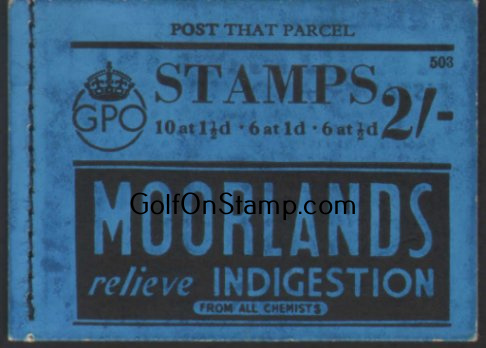 POST THAT PARCEL
503
STAMPS 2/-
GPO
10 at 1½d · 6 at 1d · 6 at ½d
MOORLANDS
GolfOnStamp.com
relieve INDIGESTION
FROM ALL CHEMISTS